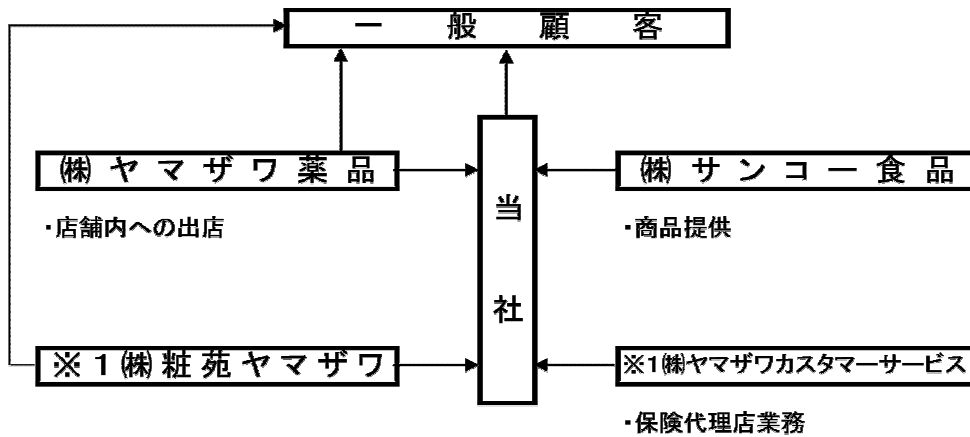 一般顧客
㈱ヤマザワ薬品
㈱サンコー食品
当社
・店舗内への出店
・商品提供
※1㈱粧苑ヤマザワ
※1㈱ヤマザワカスタマーサービス
・保険代理店業務